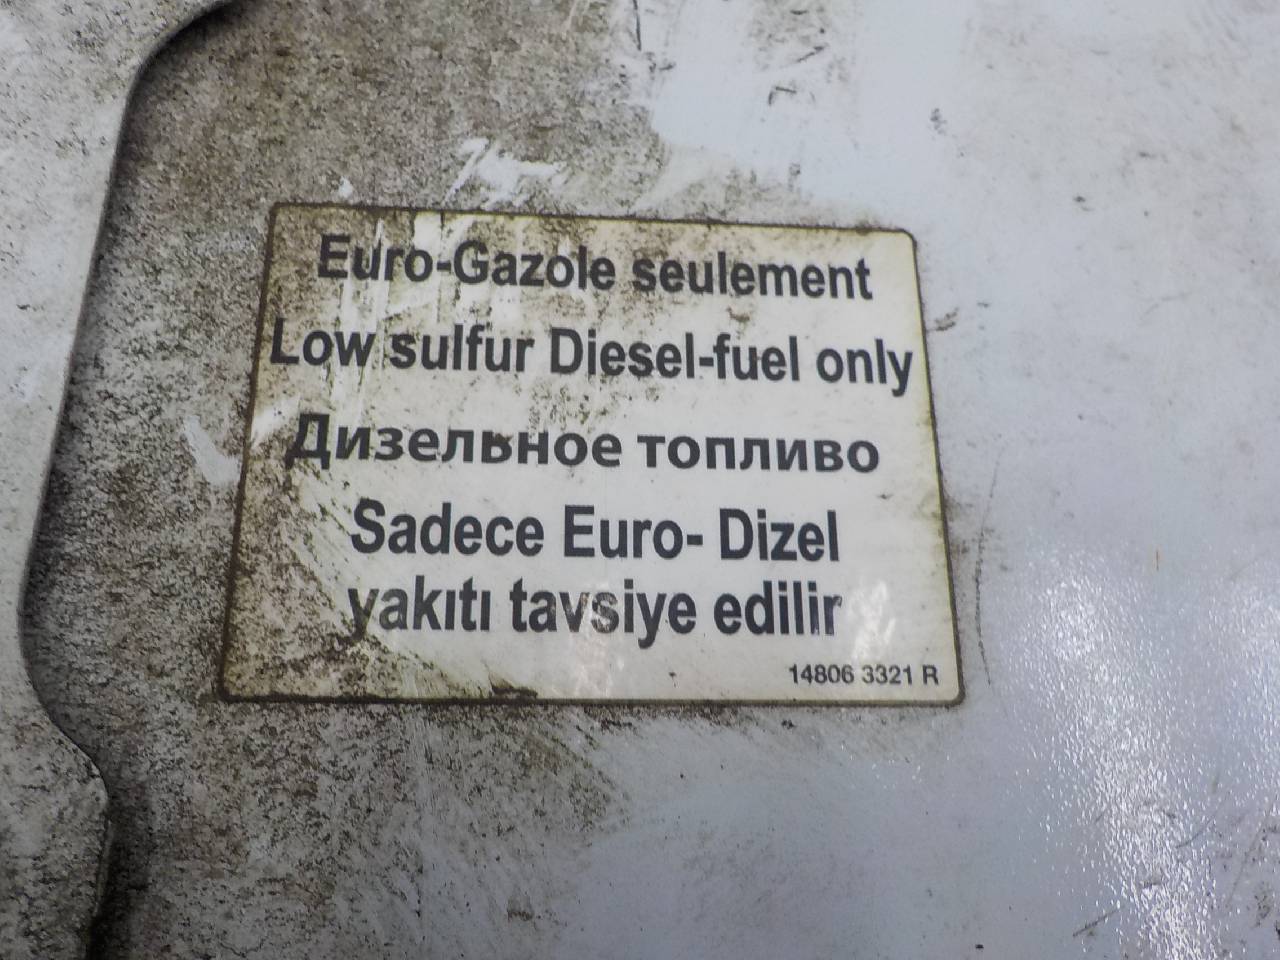 Euro-Gazole seulement
Low sulfur Diesel-fuel only
Дизельное топливо
Sadece Euro- Dizel
yakıtı tavsiye edilir
14806 3321 R